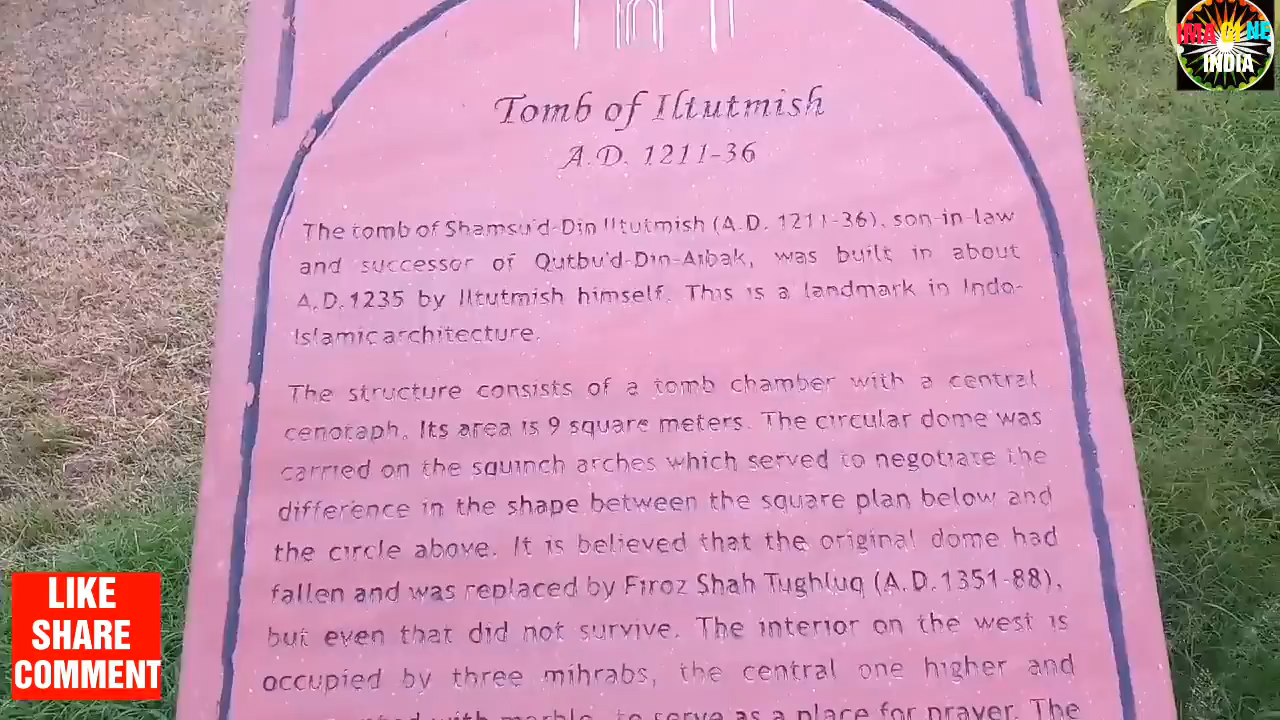 IMAGINE
INDIA
Tomb of Iltutmish
A.D. 1211-36
The tomb of Shamsu'd-Din Iltutmish (A.D. 1211-36), son-in-law
and successor of Qutbu'd-Din-Aibak, was built in about
A.D.1235 by Iltutmish himself. This is a landmark in Indo-
Islamic architecture.
The structure consists of a tomb chamber with a central
cenotaph. Its area is 9 square meters. The circular dome was
carried on the squinch arches which served to negotiate the
difference in the shape between the square plan below and
the circle above. It is believed that the original dome had
fallen and was replaced by Firoz Shah Tughluq (A.D.1351-88),
but even that did not survive. The interior on the west is
occupied by three mihrabs, the central one higher and
with marble, to serve as a place for prayer. The
LIKE
SHARE
COMMENT